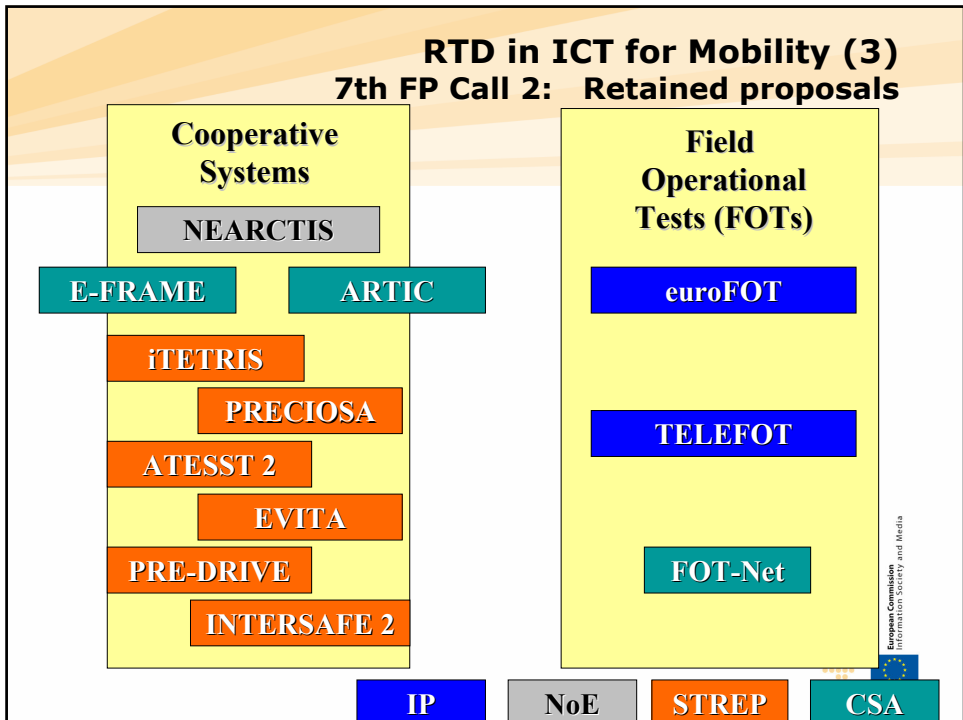 RTD in ICT for Mobility (3)
7th FP Call 2: Retained proposals
Cooperative
Systems
NEARCTIS
E-FRAME
ARTIC
iTETRIS
PRECIOSA
ATESST 2
EVITA
PRE-DRIVE
INTERSAFE 2
Field
Operational
Tests (FOTs)
euroFOT
TELEFOT
FOT-Net
European Commission
Information Society and Media
IP
NoE
STREP
CSA